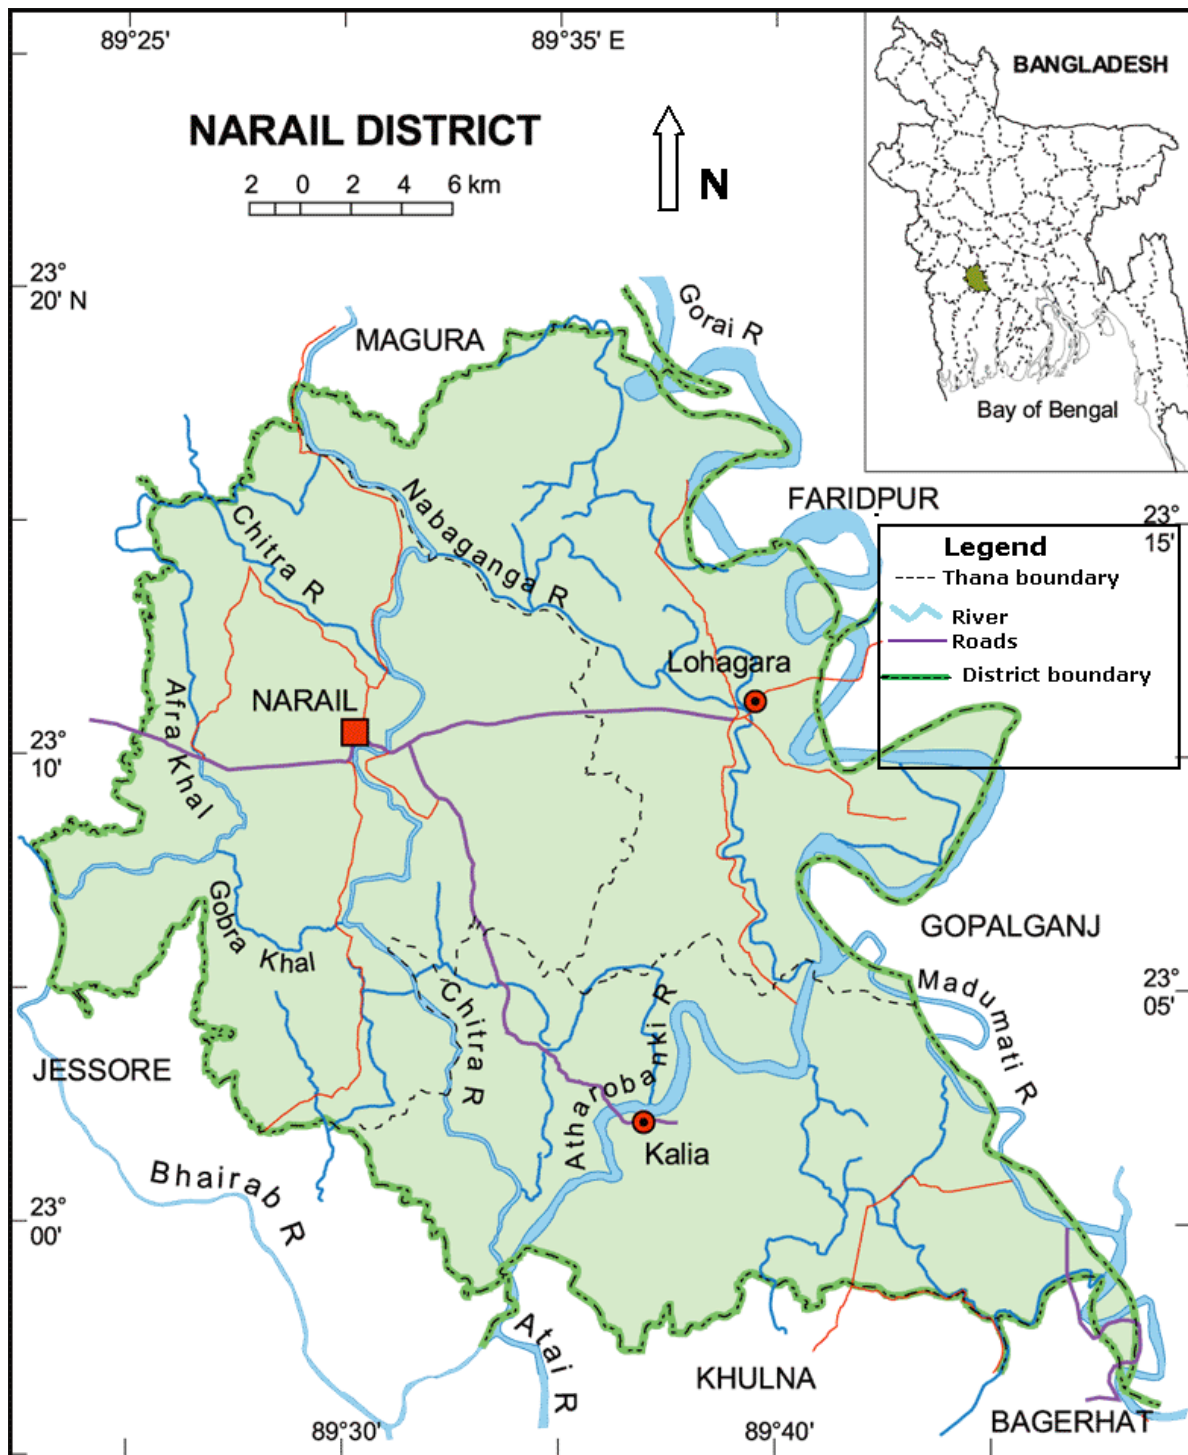 89°25'
89°35' E
BANGLADESH
NARAIL DISTRICT
2 0 2 4 6 km
N
23°
20' N
Gorai R
MAGURA
Bay of Bengal
FARIDPUR
23°
15'
Legend
Thana boundary
River
Roads
District boundary
Nabaganga R
Chitra R
Lohagara
NARAIL
Afra Khal
23°
10'
Gobra Khal
GOPALGANJ
Madumati R
23°
05'
Chitra R
Atharobanki R
JESSORE
Kalia
Bhairab R
23°
00'
Atai R
KHULNA
BAGERHAT
89°30'
89°40'